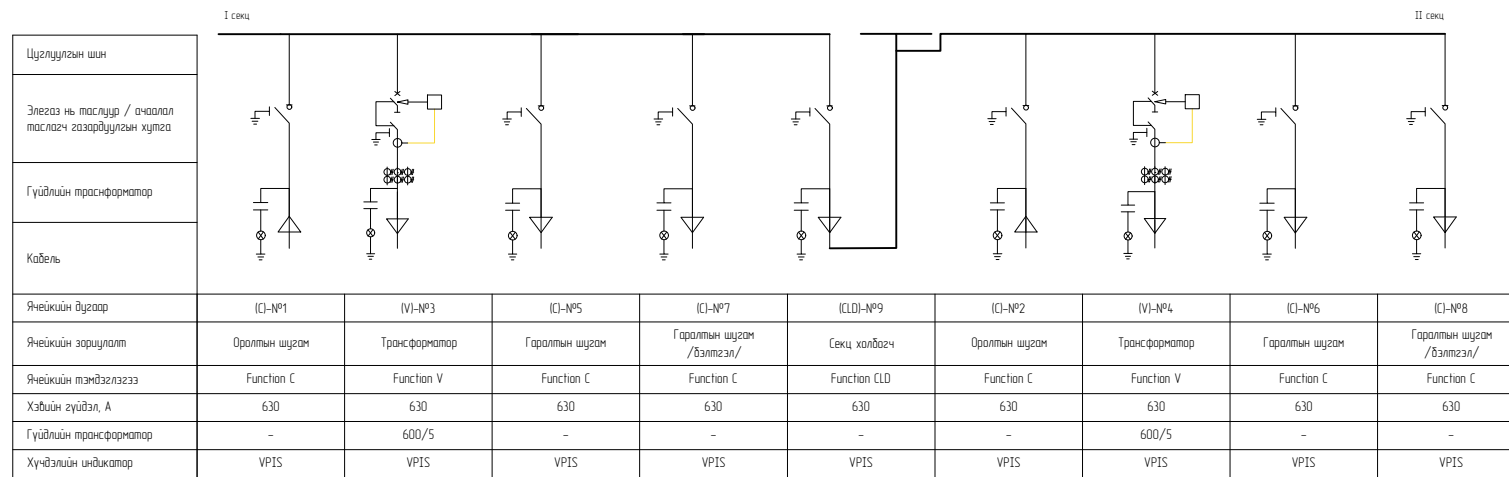 I секц
II секц
Цуглуулгын шин
Элегаз нь таслуур / ачаалал
таслагч газардуулгын хутга
Гүйдлийн траснформатор
Кабель
Ячейкийн дугаар
(C)-№1
(V)-№3
(C)-№5
(C)-№7
(CLD)-№9
(C)-№2
(V)-№4
(C)-№6
(C)-№8
Ячейкийн зориулалт
Оролтын шугам
Трансформатор
Гаралтын шугам
Гаралтын шугам
/бэлтгэл/
Секц холбогч
Оролтын шугам
Трансформатор
Гаралтын шугам
Гаралтын шугам
/бэлтгэл/
Ячейкийн тэмдэглэгээ
Function C
Function V
Function C
Function C
Function CLD
Function C
Function V
Function C
Function C
Хэвийн гүйдэл, А
630
630
630
630
630
630
630
630
630
Гүйдлийн трансформатор
-
600/5
-
-
-
-
600/5
-
-
Хүчдэлийн индикатор
VPIS
VPIS
VPIS
VPIS
VPIS
VPIS
VPIS
VPIS
VPIS